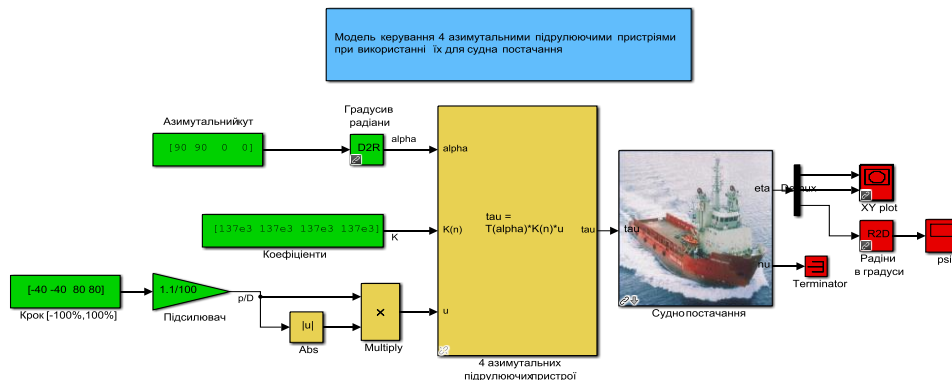 Модель керування 4 азимутальними підрулюючими пристріями
при використанні їх для судна постачання
Азимутальнийкут
[90 90 0 0]
Градусив
радіани
D2R
alpha
alpha
[137e3 137e3 137e3 137e3]
K
Коефіціенти
K(n)
tau =
T(alpha)*K(n)*u
tau
[-40 -40 80 80]
Крок [-100%,100%]
1.1/100
Підсилювач
p/D
|u|
Abs
×
Multiply
u
4 азимутальних
підрулюючихпристрої
tau
eta
nu
Судно постачання
Demux
XY plot
R2D
Радіни
в градуси
psi
Terminator